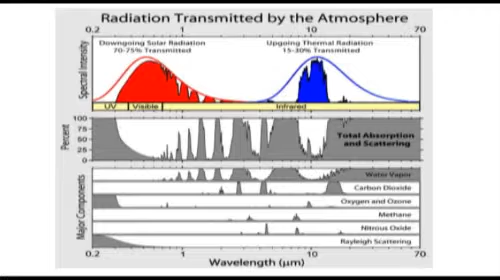 Radiation Transmitted by the Atmosphere
0.2 1 10 70
Downgoing Solar Radiation
70-75% Transmitted
Upgoing Thermal Radiation
15-30% Transmitted
Spectral Intensity
UV Visible Infrared
Percent
100
75
50
25
0
Total Absorption
and Scattering
Major Components
Water Vapor
Carbon Dioxide
Oxygen and Ozone
Methane
Nitrous Oxide
Rayleigh Scattering
0.2 1 10 70
Wavelength (μm)